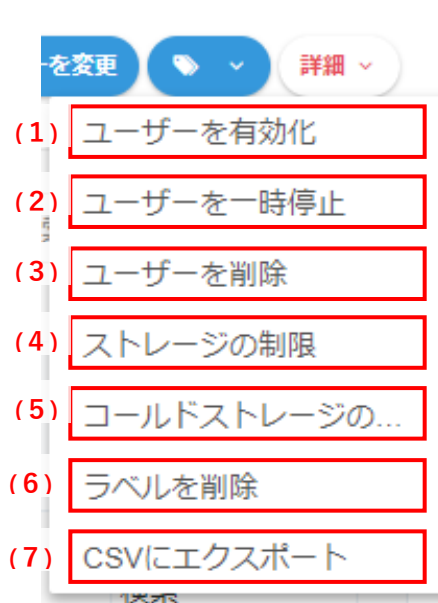 ーを変更
詳細
(1) ユーザーを有効化
(2) ユーザーを一時停止
(3) ユーザーを削除
(4) ストレージの制限
(5) コールドストレージの...
(6) ラベルを削除
(7) CSVにエクスポート
検索